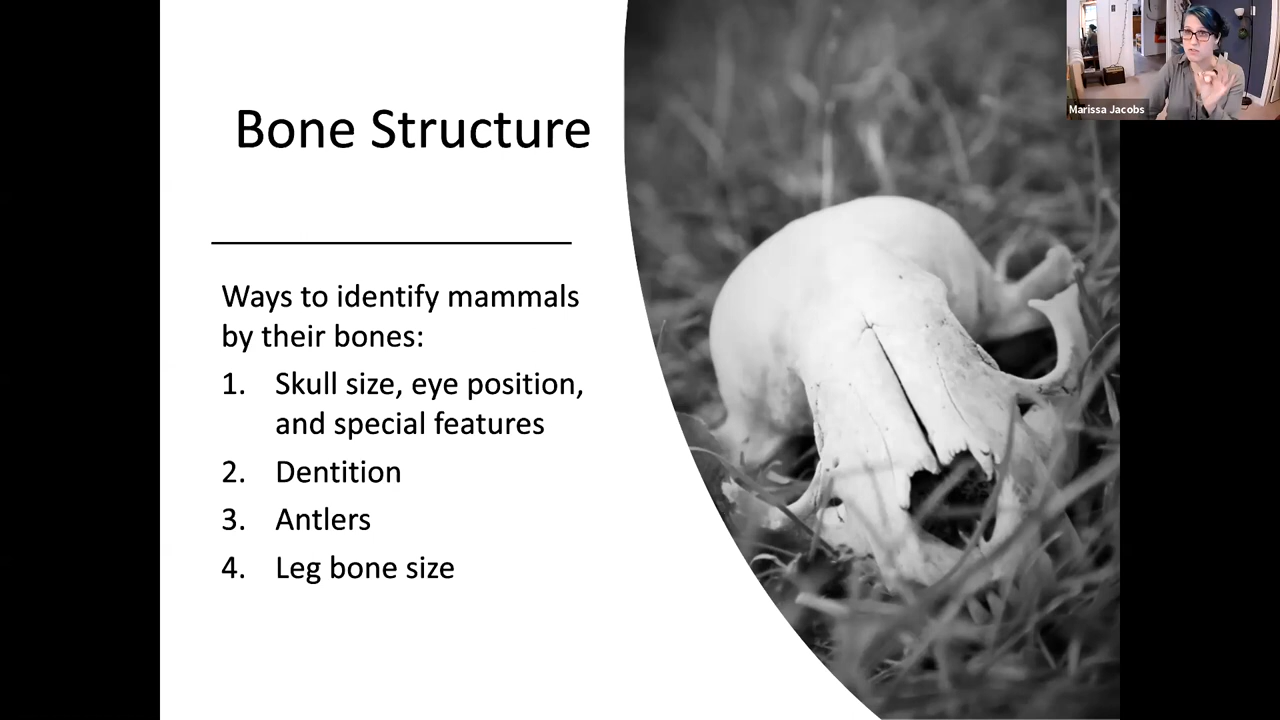 Bone Structure
Ways to identify mammals
by their bones:
1. Skull size, eye position,
and special features
2. Dentition
3. Antlers
4. Leg bone size
Marissa Jacobs